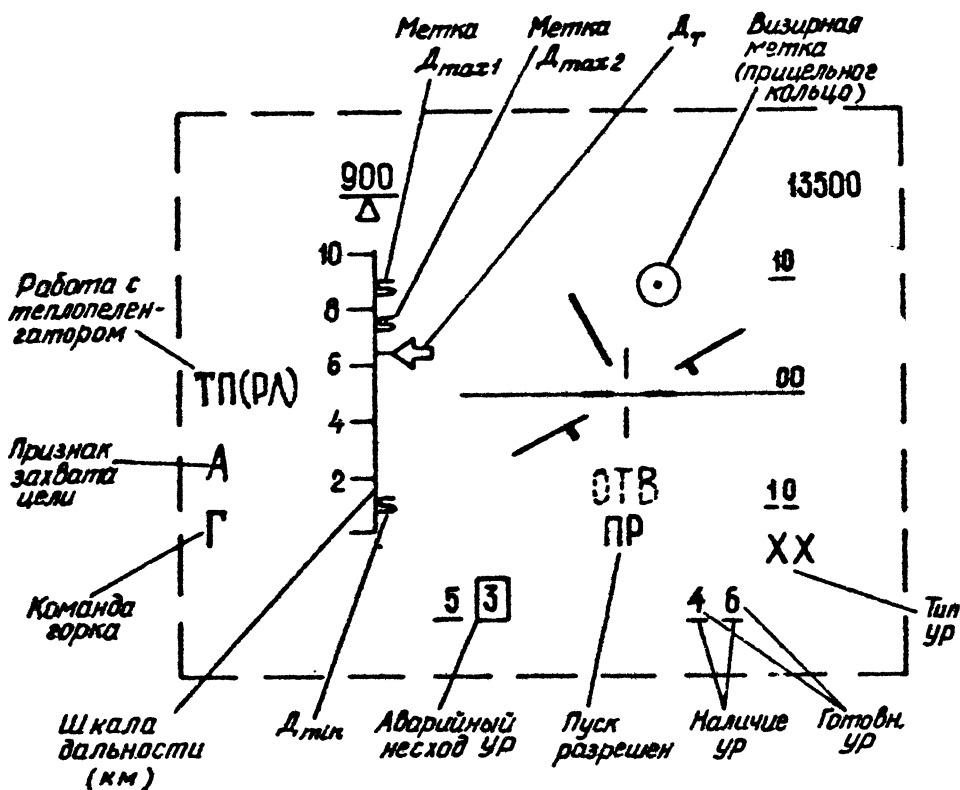 Метка
Дmax1
Метка
Дmax2
Дт
Визирная
метка
(прицельное
кольцо)
900
13500
10
8
6
4
2
10
00
10
Работа с
теплопелен-
гатором
ТП(РЛ)
Признак
захвата
цели
А
Г
Команда
горка
ОТВ
ПР
ХХ
5 3
4 6
Тип
УР
Шкала
дальности
(км)
Дmin
Аварийный
несход УР
Пуск
разрешен
Наличие
УР
Готовн.
УР